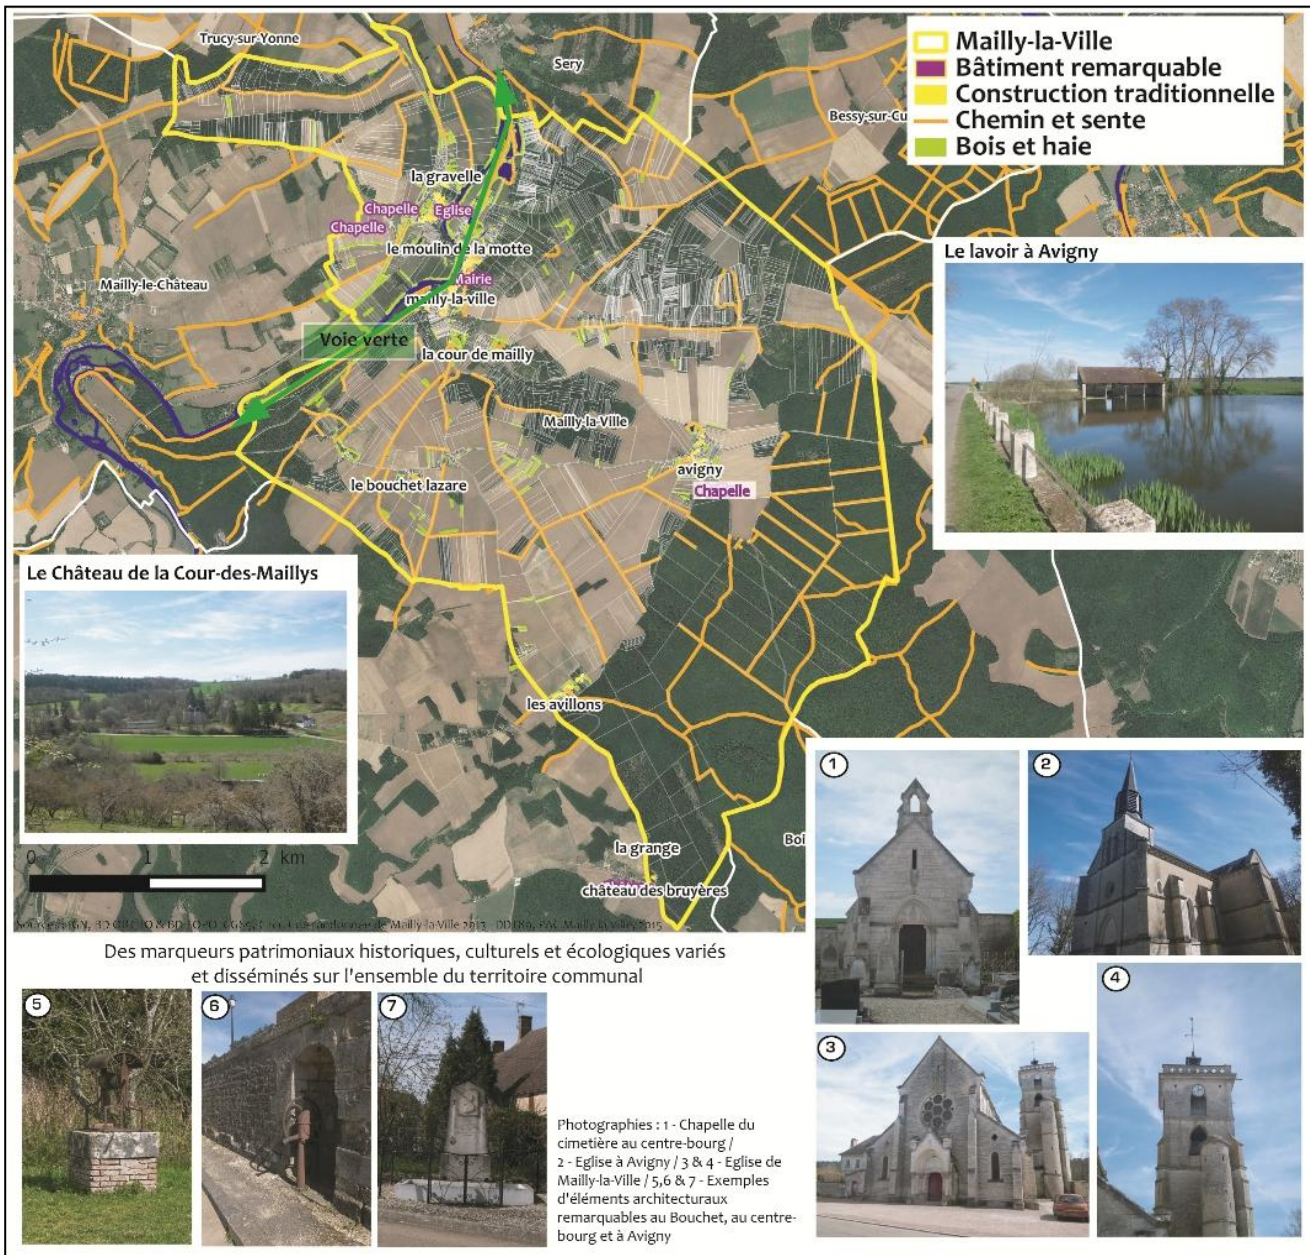 Trucy-sur-Yonne
Sery
Mailly-la-Ville
Bâtiment remarquable
Construction traditionnelle
Chemin et sente
Bois et haie
Bessy-sur-Cu
la gravelle
Chapelle
Eglise
Chapelle
le moulin de la motte
Mairie
Mailly-le-Château
mailly-la-ville
Voie verte
la cour de mailly
Mailly-la-Ville
avigny
Chapelle
le bouchet lazare
Le lavoir à Avigny
Le Château de la Cour-des-Maillys
les avillons
la grange
château des bruyères
Boi
0 1 2 km
Des marqueurs patrimoniaux historiques, culturels et écologiques variés
et disséminés sur l'ensemble du territoire communal
1
2
3
4
5
6
7
Photographies : 1 - Chapelle du
cimetière au centre-bourg /
2 - Eglise à Avigny / 3 & 4 - Eglise de
Mailly-la-Ville / 5,6 & 7 - Exemples
d'éléments architecturaux
remarquables au Bouchet, au centre-
bourg et à Avigny